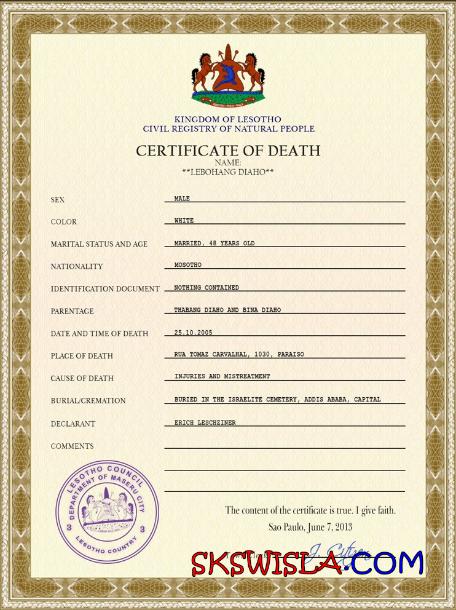 KINGDOM OF LESOTHO
CIVIL REGISTRY OF NATURAL PEOPLE
CERTIFICATE OF DEATH
NAME:
**LEBOHANG DIAHO**
SEX MALE
COLOR WHITE
MARITAL STATUS AND AGE MARRIED, 48 YEARS OLD
NATIONALITY MOSOTHO
IDENTIFICATION DOCUMENT NOTHING CONTAINED
PARENTAGE THABANG DIAHO AND BINA DIAHO
DATE AND TIME OF DEATH 25.10.2005
PLACE OF DEATH RUA TOMAZ CARVALHAL, 1030, PARAISO
CAUSE OF DEATH INJURIES AND MISTREATMENT
BURIAL/CREMATION BURIED IN THE ISRAELITE CEMETERY, ADDIS ABABA, CAPITAL
DECLARANT ERICH LESCHZINER
COMMENTS
LESOTHO COUNCIL
DEPARTMENT OF MASERU CITY
3 3
LESOTHO COUNTRY
The content of the certificate is true. I give faith.
Sao Paulo, June 7, 2013
SKSWISLA.COM